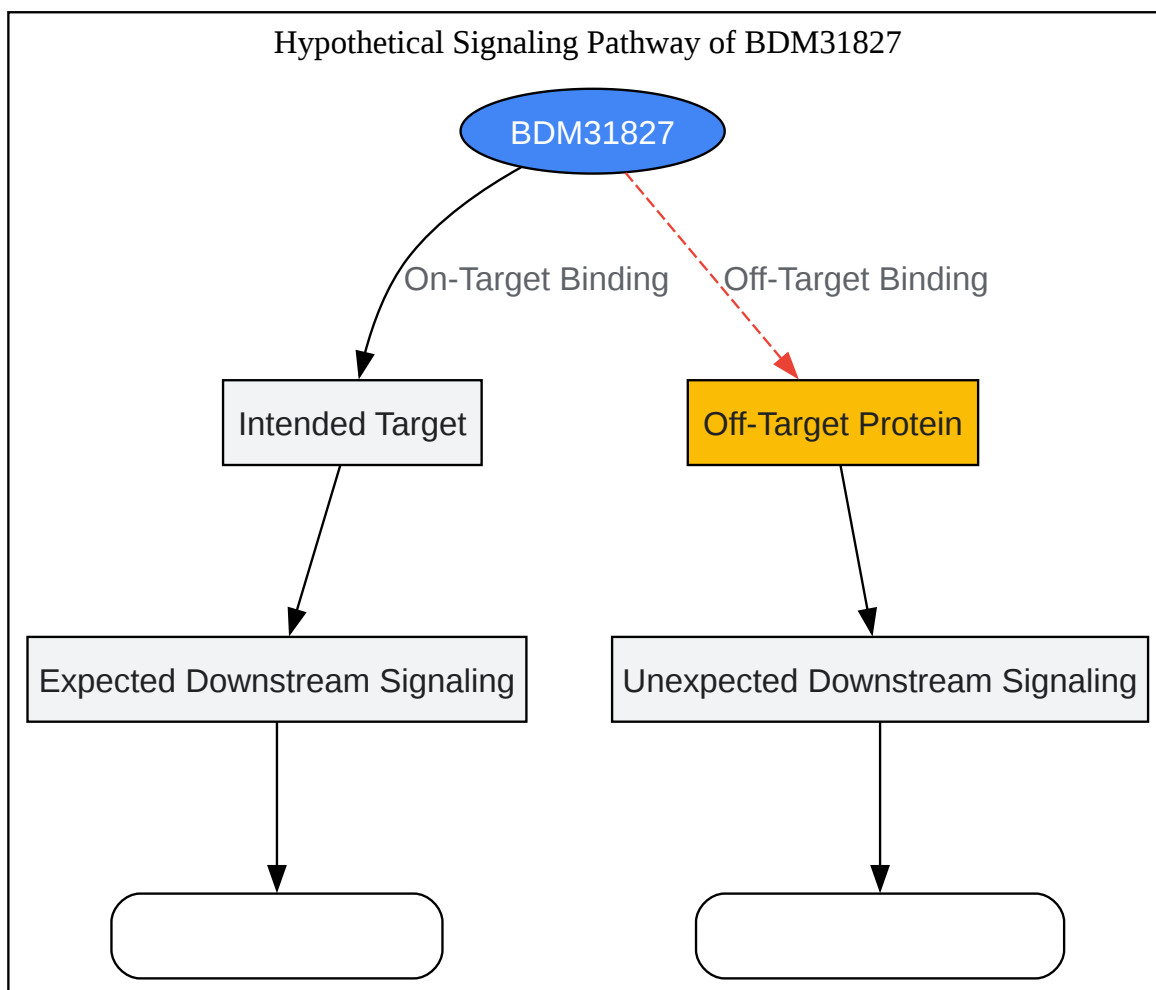 Hypothetical Signaling Pathway of BDM31827
BDM31827
On-Target Binding
Off-Target Binding
Intended Target
Off-Target Protein
Expected Downstream Signaling
Unexpected Downstream Signaling